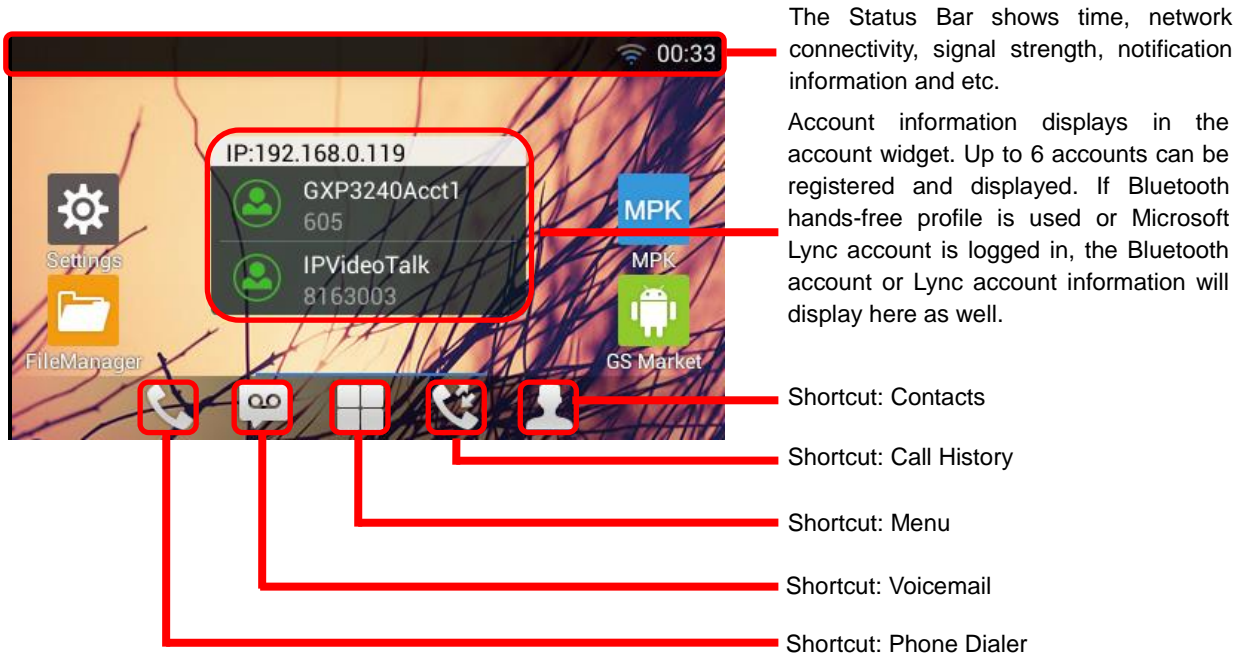 00:33
IP:192.168.0.119
GXP3240Acct1
605
IPVideoTalk
8163003
Settings
FileManager
MPK
MPK
GS Market
The Status Bar shows time, network
connectivity, signal strength, notification
information and etc.
Account information displays in the
account widget. Up to 6 accounts can be
registered and displayed. If Bluetooth
hands-free profile is used or Microsoft
Lync account is logged in, the Bluetooth
account or Lync account information will
display here as well.
Shortcut: Contacts
Shortcut: Call History
Shortcut: Menu
Shortcut: Voicemail
Shortcut: Phone Dialer